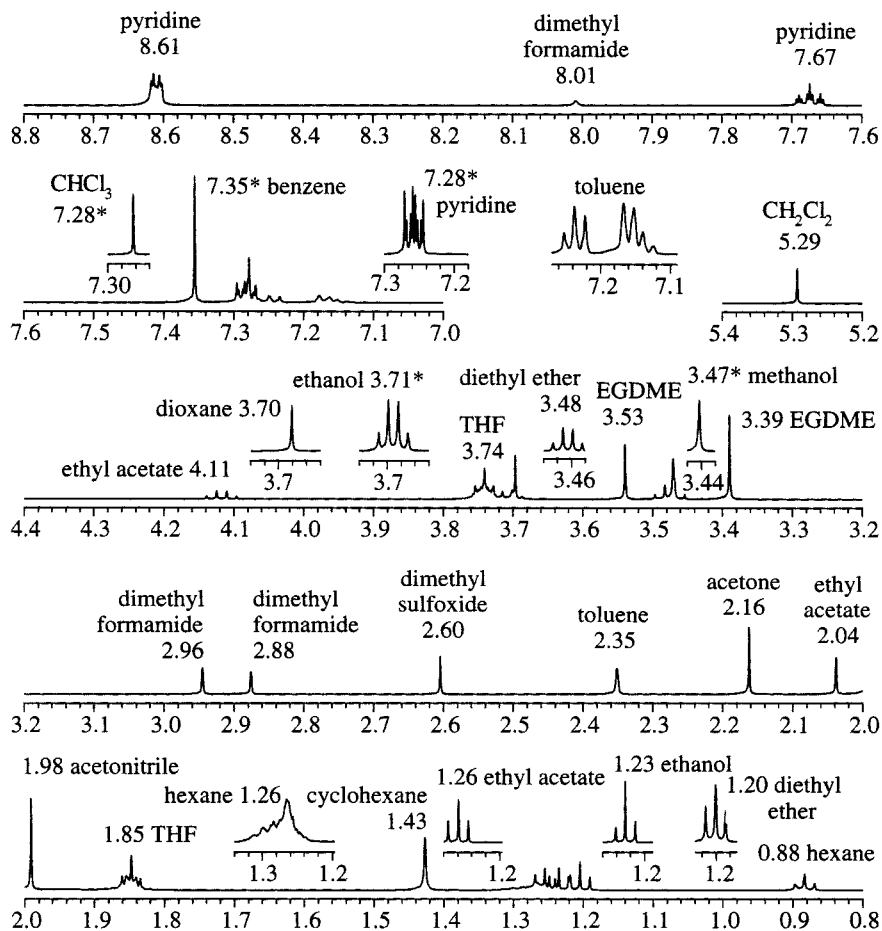 pyridine
8.61
dimethyl
formamide
8.01
pyridine
7.67
8.8 8.7 8.6 8.5 8.4 8.3 8.2 8.1 8.0 7.9 7.8 7.7 7.6
CHCl3
7.28*
7.30
7.35* benzene
7.28*
pyridine
7.3 7.2
toluene
7.2 7.1
CH2Cl2
5.29
7.6 7.5 7.4 7.3 7.2 7.1 7.0
5.4 5.3 5.2
ethyl acetate 4.11
dioxane 3.70
3.7
ethanol 3.71*
3.7
THF
3.74
diethyl ether
3.48
3.46
EGDME
3.53
3.47* methanol
3.44
3.39 EGDME
4.4 4.3 4.2 4.1 4.0 3.9 3.8 3.7 3.6 3.5 3.4 3.3 3.2
dimethyl
formamide
2.96
dimethyl
formamide
2.88
dimethyl
sulfoxide
2.60
toluene
2.35
acetone
2.16
ethyl
acetate
2.04
3.2 3.1 3.0 2.9 2.8 2.7 2.6 2.5 2.4 2.3 2.2 2.1 2.0
1.98 acetonitrile
1.85 THF
hexane 1.26
1.3 1.2
cyclohexane
1.43
1.26 ethyl acetate
1.2
1.23 ethanol
1.2
1.20 diethyl
ether
1.2
0.88 hexane
2.0 1.9 1.8 1.7 1.6 1.5 1.4 1.3 1.2 1.1 1.0 0.9 0.8